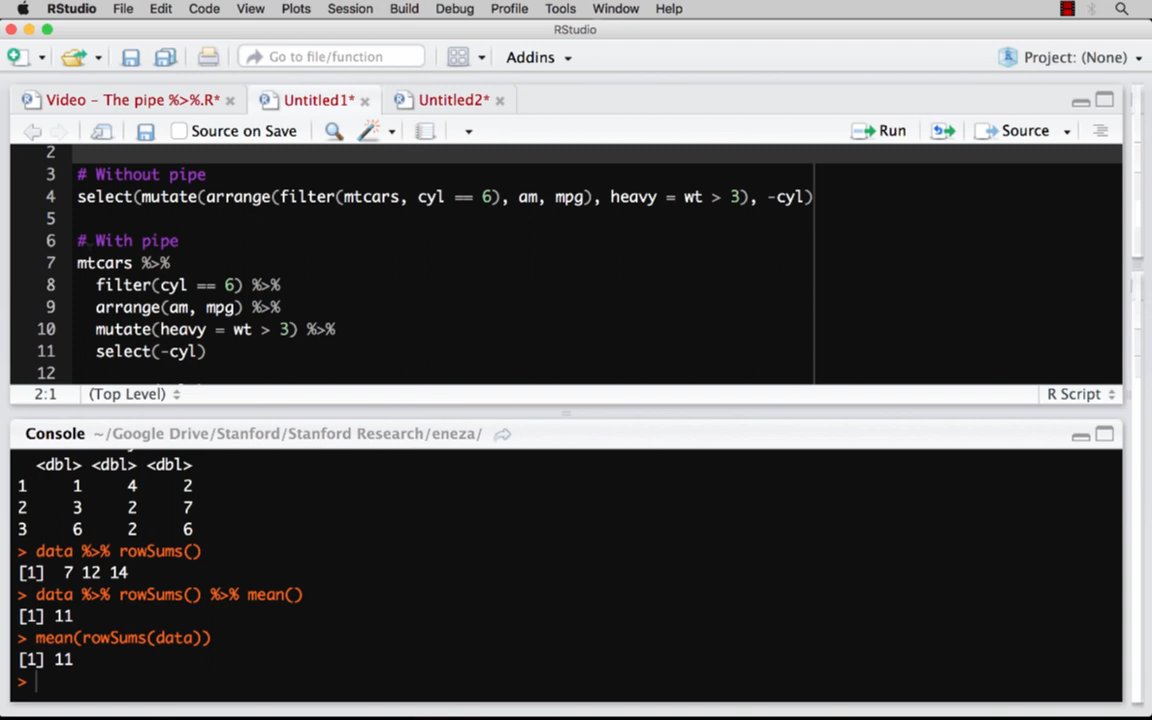 RStudio File Edit Code View Plots Session Build Debug Profile Tools Window Help
RStudio
Go to file/function Addins Project: (None)
Video - The pipe %>%.R* Untitled1* Untitled2*
Source on Save Run Source
2
3 # Without pipe
4 select(mutate(arrange(filter(mtcars, cyl == 6), am, mpg), heavy = wt > 3), -cyl)
5
6 # With pipe
7 mtcars %>%
8 filter(cyl == 6) %>%
9 arrange(am, mpg) %>%
10 mutate(heavy = wt > 3) %>%
11 select(-cyl)
12
2:1 (Top Level) R Script
Console ~/Google Drive/Stanford/Stanford Research/eneza/
<dbl> <dbl> <dbl>
1 1 4 2
2 3 2 7
3 6 2 6
> data %>% rowSums()
[1] 7 12 14
> data %>% rowSums() %>% mean()
[1] 11
> mean(rowSums(data))
[1] 11
>